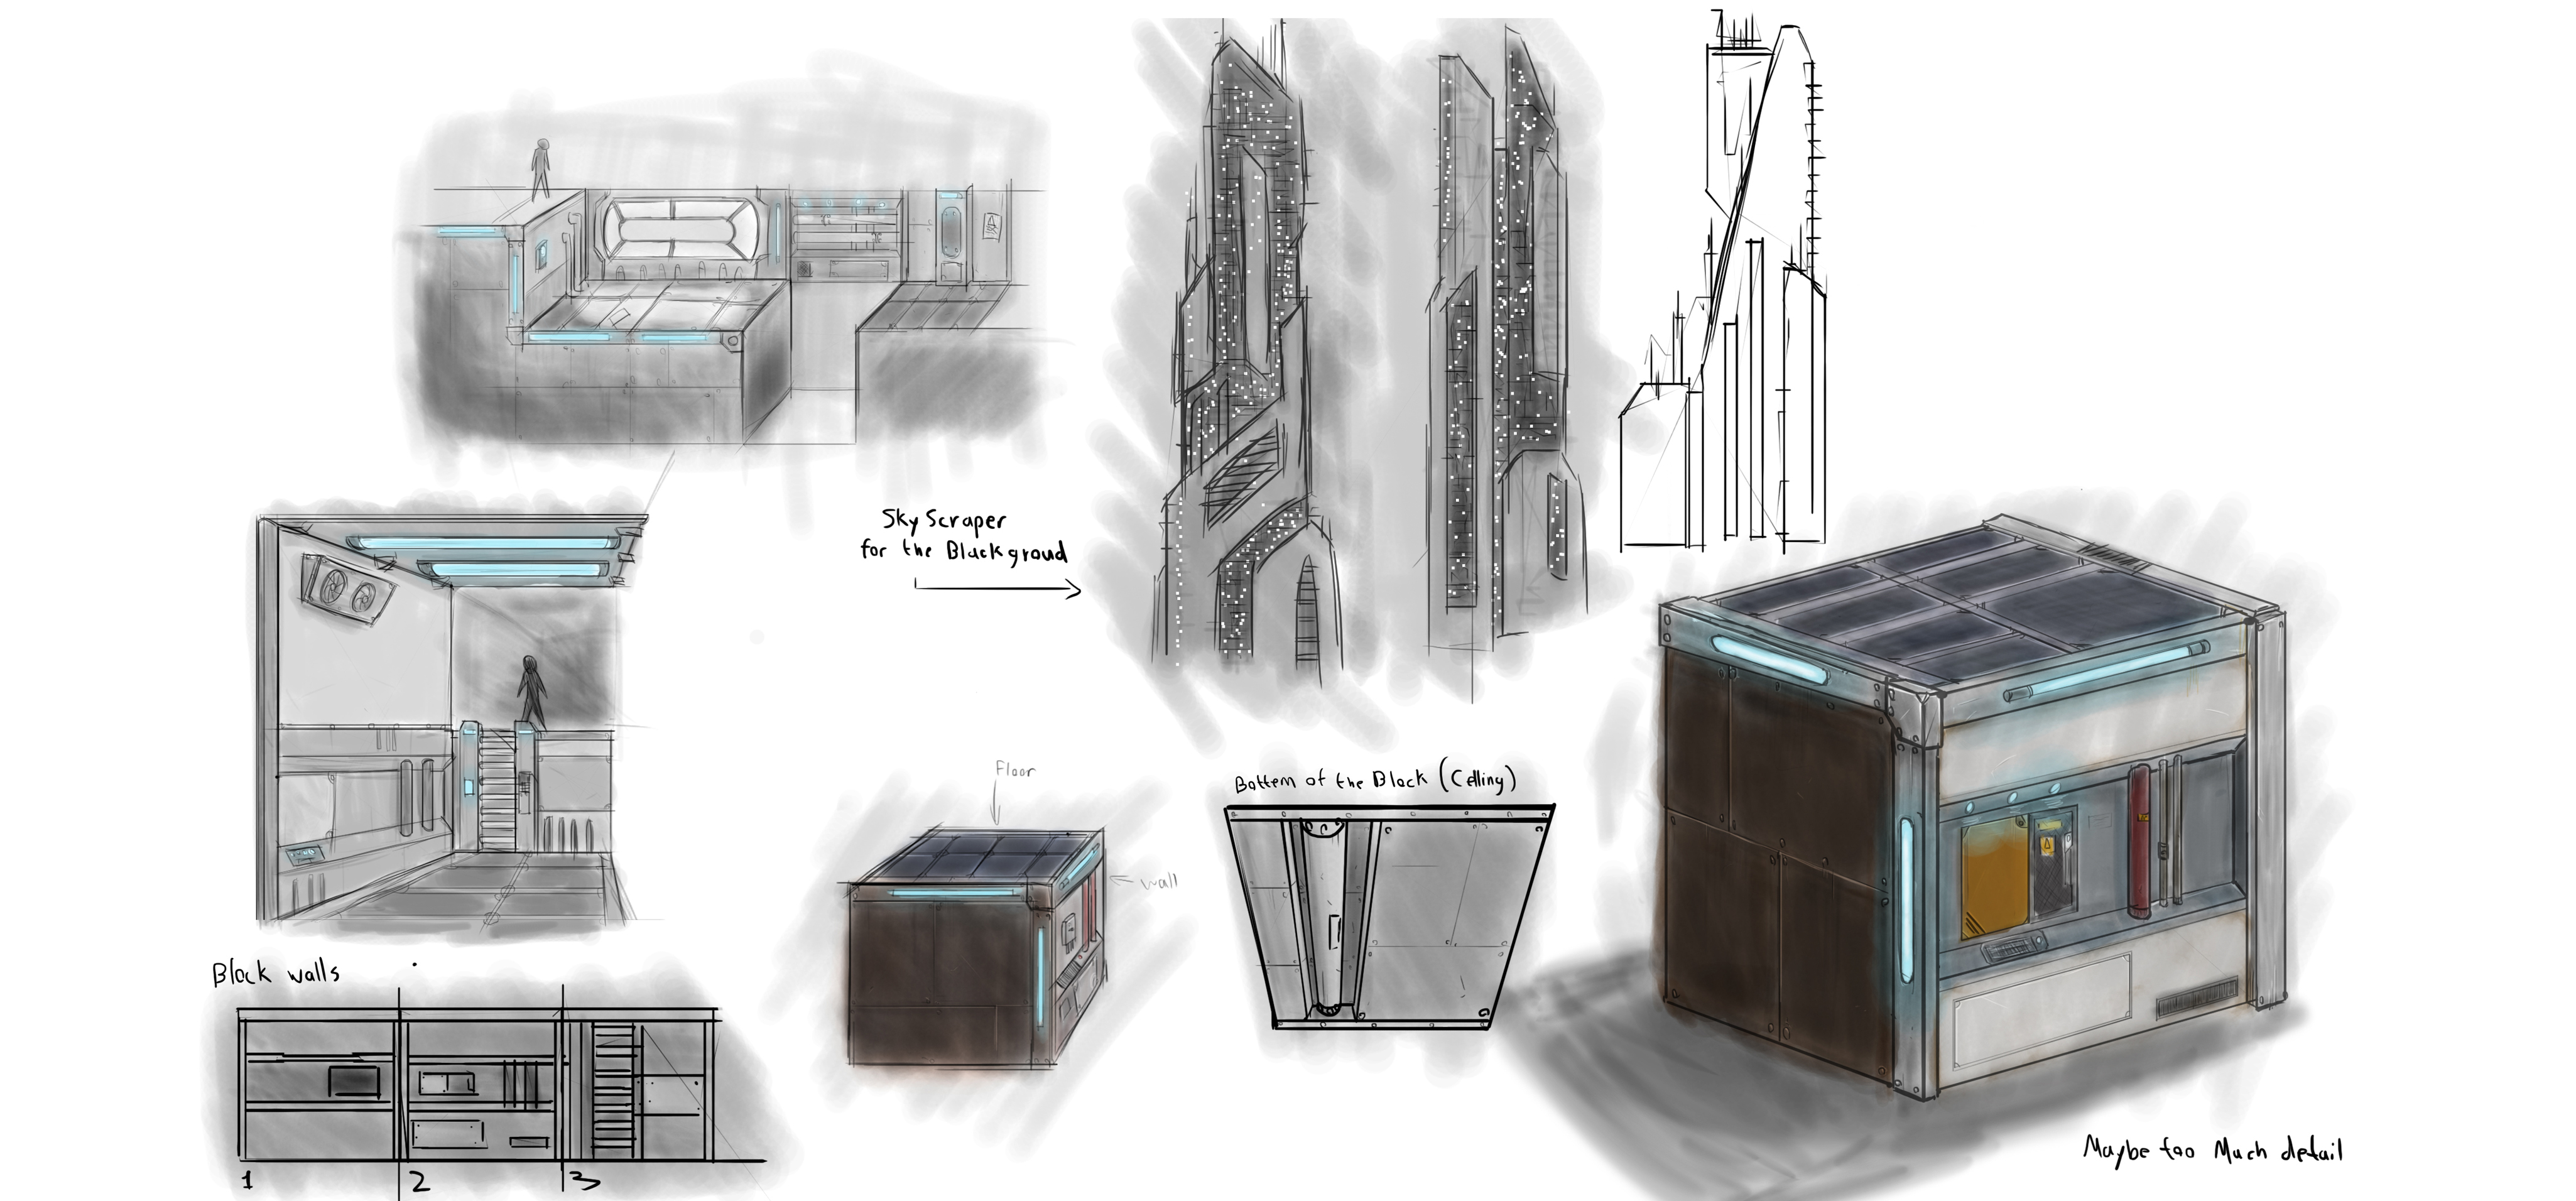 Sky Scraper
for the Blackgroud
Floor
wall
Bottem of the Block (Celliny)
Block walls
1 2 3
Maybe too Much detail